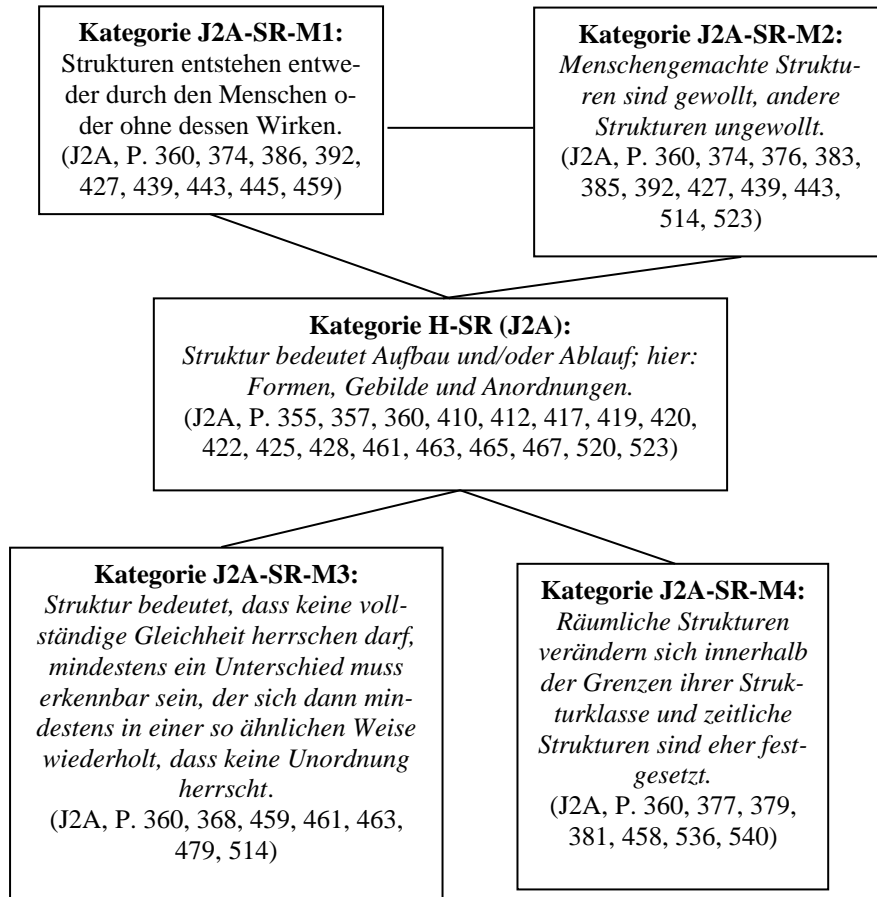 Kategorie J2A-SR-M1:
Strukturen entstehen entwe-
der durch den Menschen o-
der ohne dessen Wirken.
(J2A, P. 360, 374, 386, 392,
427, 439, 443, 445, 459)
Kategorie J2A-SR-M2:
Menschengemachte Struktu-
ren sind gewollt, andere
Strukturen ungewollt.
(J2A, P. 360, 374, 376, 383,
385, 392, 427, 439, 443,
514, 523)
Kategorie H-SR (J2A):
Struktur bedeutet Aufbau und/oder Ablauf; hier:
Formen, Gebilde und Anordnungen.
(J2A, P. 355, 357, 360, 410, 412, 417, 419, 420,
422, 425, 428, 461, 463, 465, 467, 520, 523)
Kategorie J2A-SR-M3:
Struktur bedeutet, dass keine voll-
ständige Gleichheit herrschen darf,
mindestens ein Unterschied muss
erkennbar sein, der sich dann min-
destens in einer so ähnlichen Weise
wiederholt, dass keine Unordnung
herrscht.
(J2A, P. 360, 368, 459, 461, 463,
479, 514)
Kategorie J2A-SR-M4:
Räumliche Strukturen
verändern sich innerhalb
der Grenzen ihrer Struk-
turklasse und zeitliche
Strukturen sind eher fest-
gesetzt.
(J2A, P. 360, 377, 379,
381, 458, 536, 540)